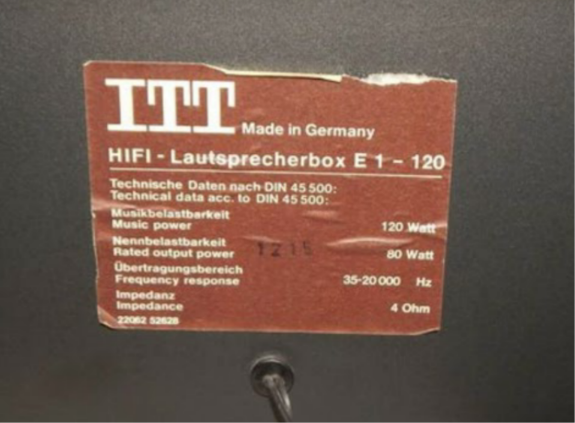 ITT Made in Germany
HIFI - Lautsprecherbox E 1 - 120
Technische Daten nach DIN 45 500:
Technical data acc. to DIN 45 500:
Musikbelastbarkeit
Music power 120 Watt
Nennbelastbarkeit
Rated output power 1215 80 Watt
Übertragungsbereich
Frequency response 35-20 000 Hz
Impedanz
Impedance 4 Ohm
22062 52628